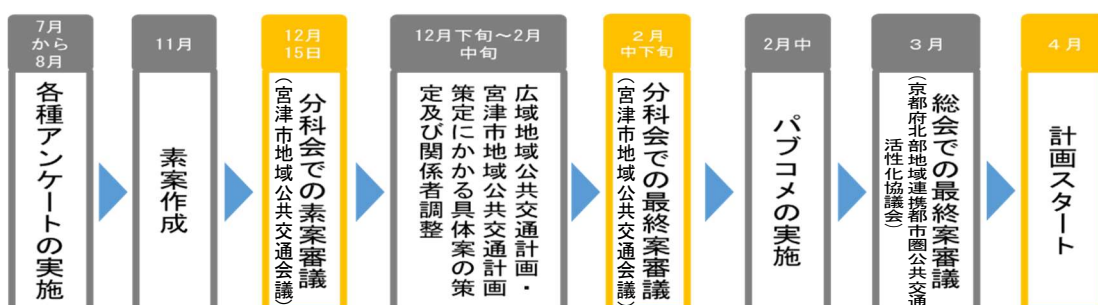 7月
から
8月
各種アンケートの実施
11月
素案作成
12月
15日
分科会での素案審議
（宮津市地域公共交通会議）
12月下旬～2月
中旬
広域地域公共交通計画・
宮津市地域公共交通計画
策定にかかる具体案の策
定及び関係者調整
２月
中下旬
分科会での最終案審議
（宮津市地域公共交通会議）
2月中
パブコメの実施
３月
総会での最終案審議
（京都府北部地域連携都市圏公共交通
活性化協議会）
４月
計画スタート